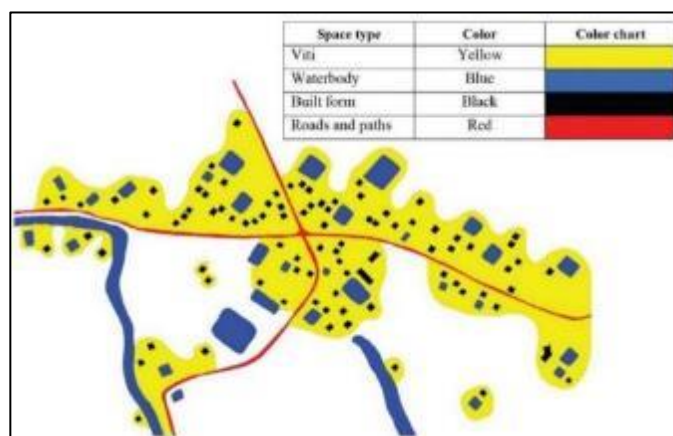 Space type Color Color chart
Viti Yellow
Waterbody Blue
Built form Black
Roads and paths Red